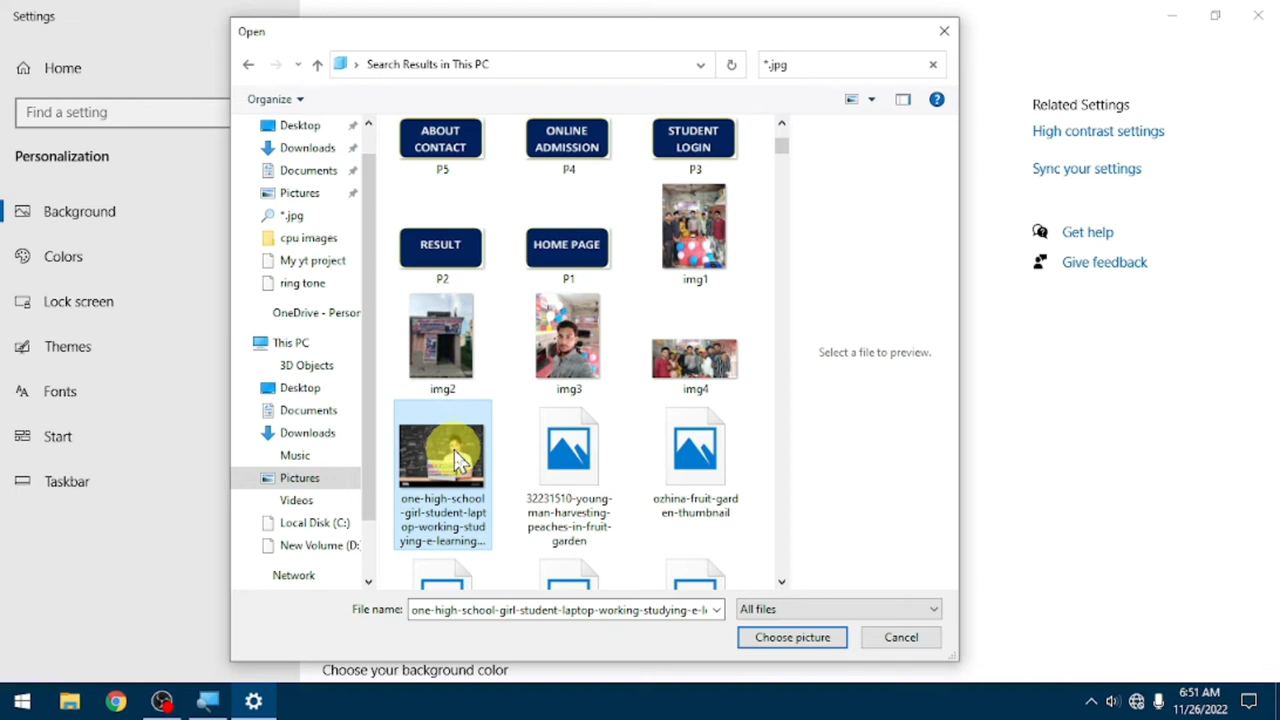 Settings
Home
Find a setting
Personalization
Background
Colors
Lock screen
Themes
Fonts
Start
Taskbar
Open
Search Results in This PC
*.jpg
Organize
Desktop
Downloads
Documents
Pictures
*.jpg
cpu images
My yt project
ring tone
OneDrive - Person
This PC
3D Objects
Desktop
Documents
Downloads
Music
Pictures
Videos
Local Disk (C:)
New Volume (D:
Network
ABOUT
CONTACT
P5
ONLINE
ADMISSION
P4
STUDENT
LOGIN
P3
RESULT
P2
HOME PAGE
P1
img1
img2
img3
img4
one-high-school
-girl-student-lapt
op-working-stud
ying-e-learning...
32231510-young-
man-harvesting-
peaches-in-fruit-
garden
ozhina-fruit-gard
en-thumbnail
Select a file to preview.
File name:
one-high-school-girl-student-laptop-working-studying-e-l
All files
Choose picture
Cancel
Choose your background color
Related Settings
High contrast settings
Sync your settings
Get help
Give feedback
6:51 AM
11/26/2022